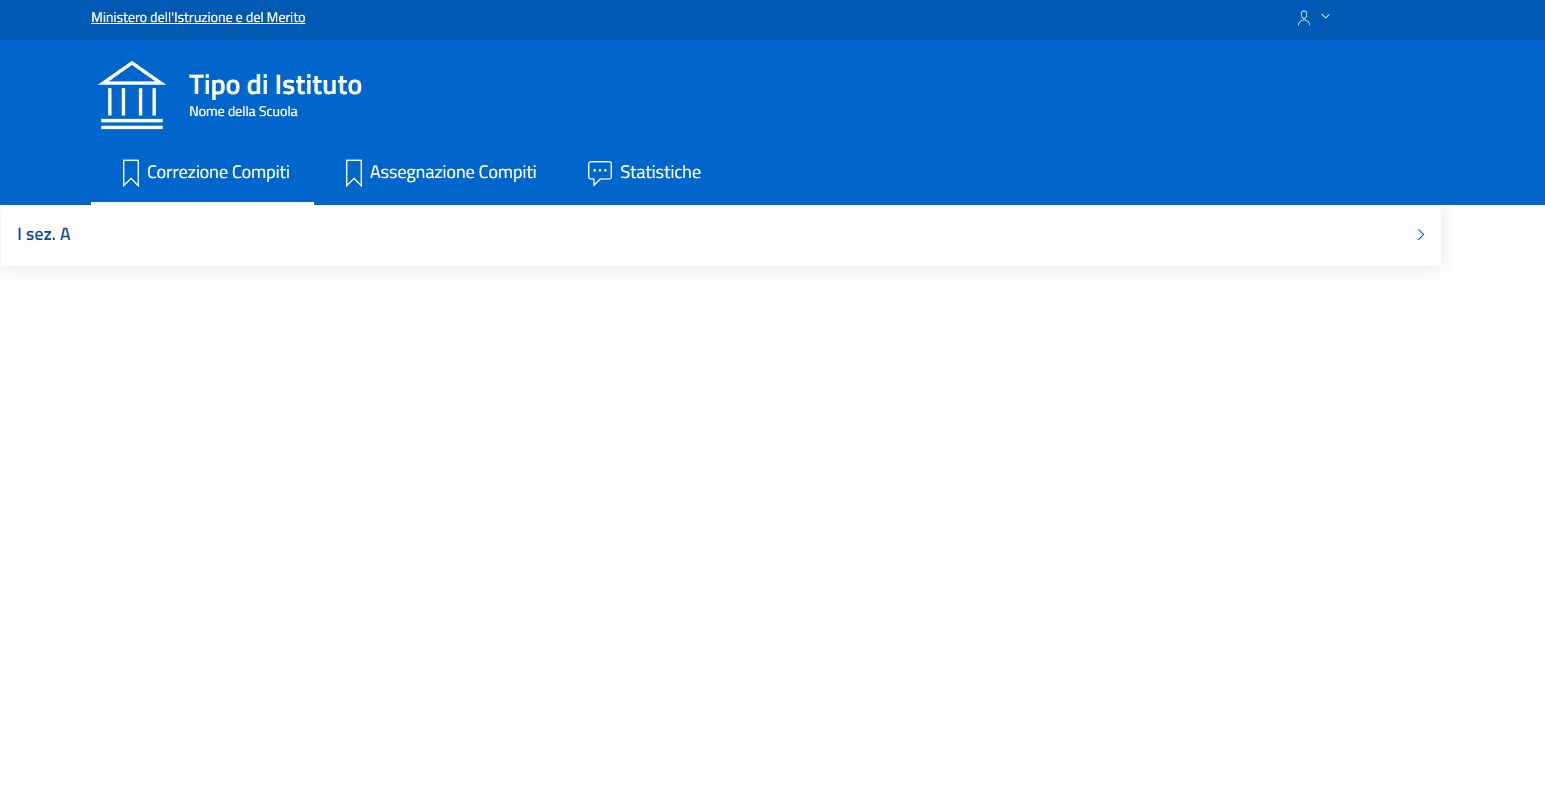 Ministero dell'Istruzione e del Merito
Tipo di Istituto
Nome della Scuola
Correzione Compiti
Assegnazione Compiti
Statistiche
I sez. A